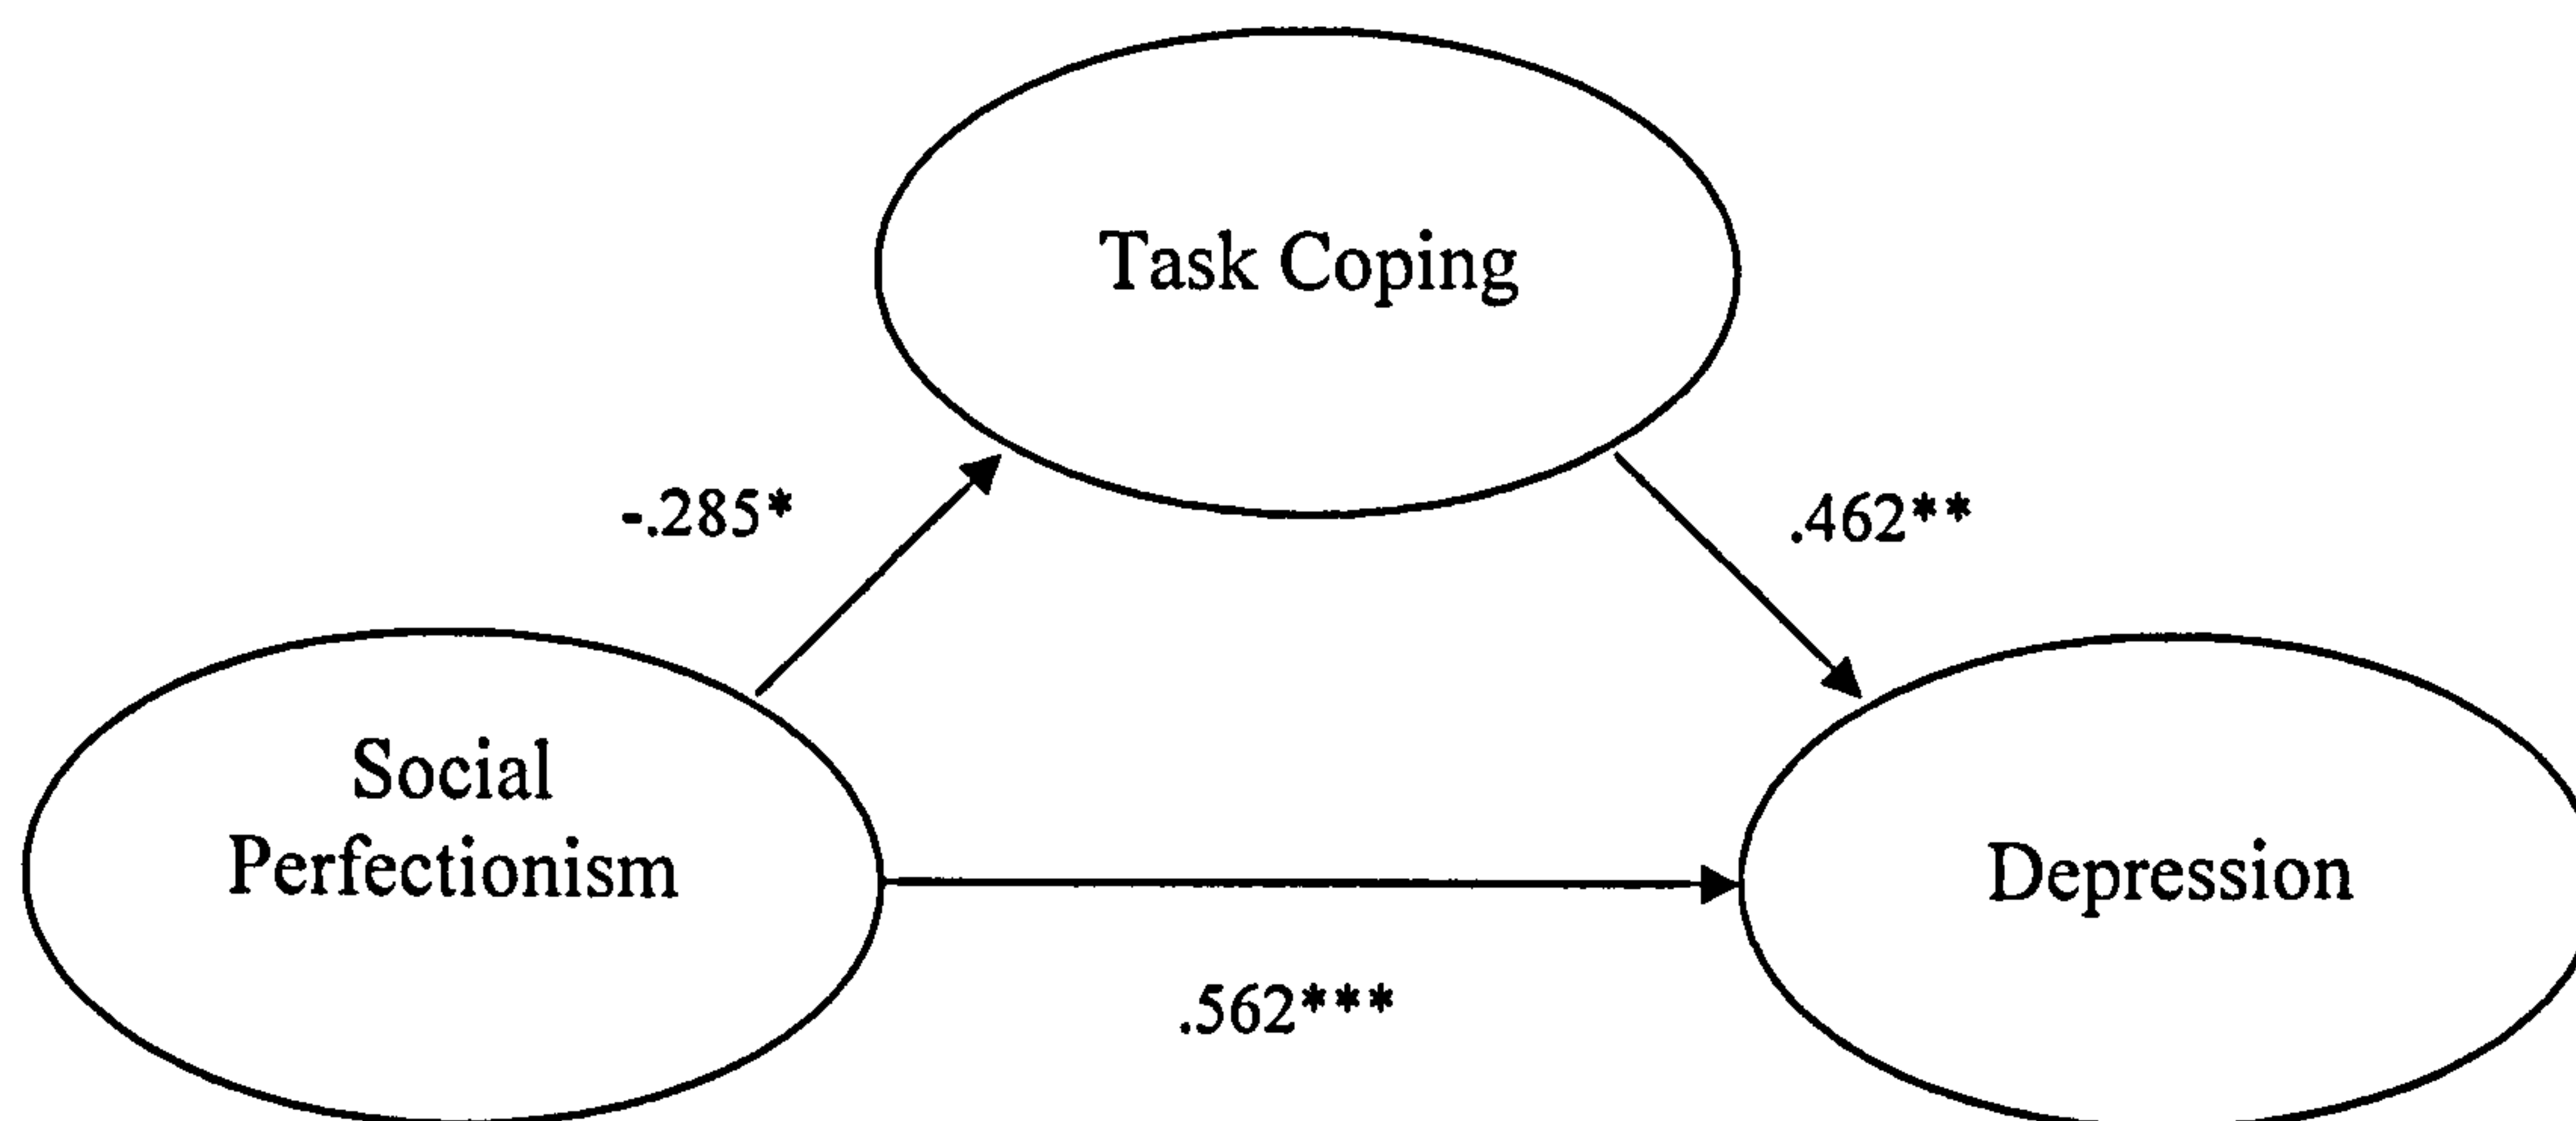 Task Coping
-.285*
.462**
Social
Perfectionism
Depression
.562***